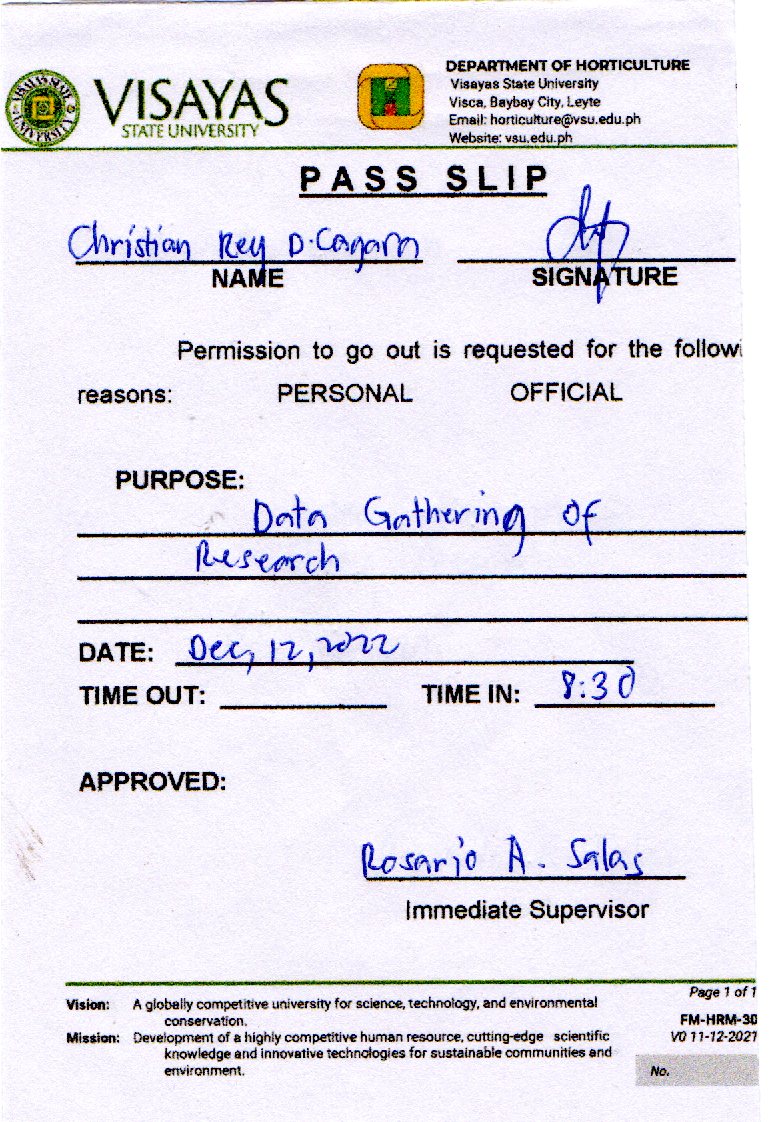 VISAYAS
STATE UNIVERSITY
DEPARTMENT OF HORTICULTURE
Visayas State University
Visca, Baybay City, Leyte
Email: horticulture@vsu.edu.ph
Website: vsu.edu.ph
PASS SLIP
Christian Rey D. Cagara
NAME SIGNATURE
Permission to go out is requested for the followi
reasons: PERSONAL OFFICIAL
PURPOSE:
Data Gathering of
Research
DATE: Dec, 12, 2022
TIME OUT: TIME IN: 8:30
APPROVED:
Rosario A. Salas
Immediate Supervisor
Page 1 of 1
Vision: A globally competitive university for science, technology, and environmental
conservation.
FM-HRM-30
Mission: Development of a highly competitive human resource, cutting-edge scientific
V0 11-12-2021
knowledge and innovative technologies for sustainable communities and
environment.
No.